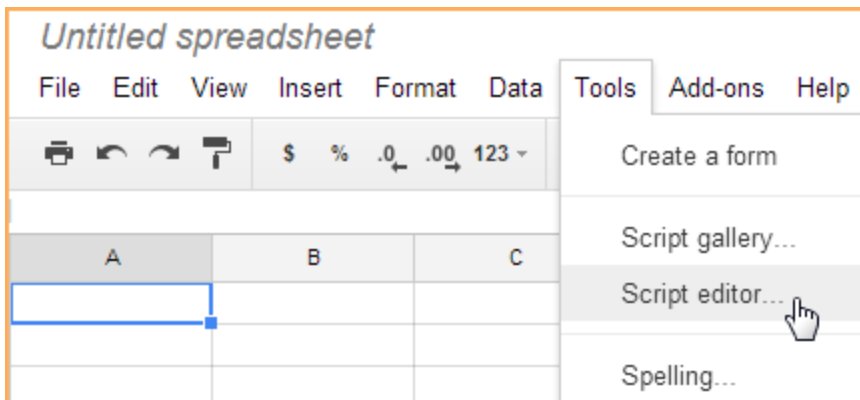 Untitled spreadsheet
File Edit View Insert Format Data Tools Add-ons Help
$ % .0 .00 123
Create a form
Script gallery...
A B C
Script editor...
Spelling...